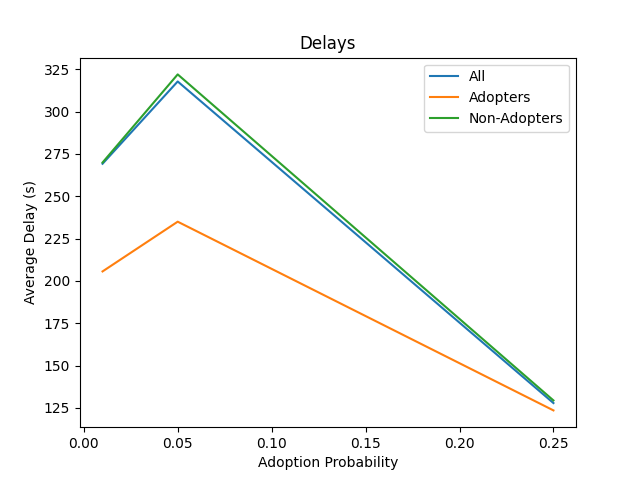 Delays
All
Adopters
Non-Adopters
Average Delay (s)
325
300
275
250
225
200
175
150
125
0.00
0.05
0.10
0.15
0.20
0.25
Adoption Probability